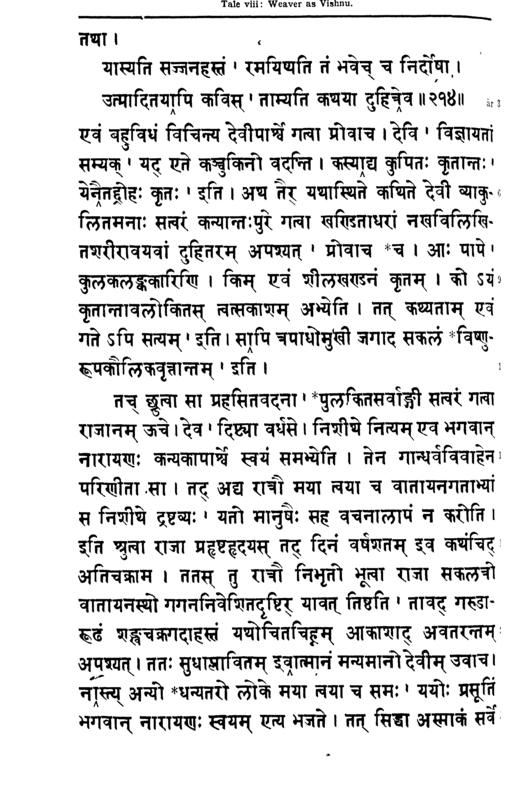 Tale viii: Weaver as Vishnu.
तथा ।
यास्यति सज्जनहस्तं ' रमयिष्यति तं भवेच् च निर्दोषा ।
उत्पादितयापि कविस् ' ताम्यति कथया दुहित्रेव ॥ २१४॥ ār
एवं बहुविधं विचिन्त्य देवीपार्श्वे गत्वा प्रोवाच । देवि ' विज्ञायतां
सम्यक् ' यद् एते कञ्चुकिनो वदन्ति । कस्याद्य कुपितः कृतान्तः '
येनैतद्द्रोहः कृतः ' इति । अथ तैर् यथास्थिते कथिते देवी व्याकु-
लितमनाः सत्वरं कन्यान्तःपुरे गत्वा खण्डिताधरां नखविलिखि-
तशरीरावयवां दुहितरम् अपश्यत् ' प्रोवाच *च । आः पापे '
कुलकलङ्ककारिणि । किम् एवं शीलखण्डनं कृतम् । को ऽयं
कृतान्तावलोकितस् त्वत्सकाशम् अभ्येति । तत् कथ्यताम् एवं
गते ऽपि सत्यम् ' इति । सापि त्रपाधोमुखी जगाद सकलं *विष्णु-
रूपकौलिकवृत्तान्तम् ' इति ।
तच् छ्रुत्वा सा प्रहसितवदना ' *पुलकितसर्वाङ्गी सत्वरं गत्वा
राजानम् ऊचे । देव ' दिष्ट्या वर्धसे । निशीथे नित्यम् एव भगवान्
नारायणः कन्यकापार्श्वे स्वयं समभ्येति । तेन गान्धर्वविवाहेन
परिणीता सा । तद् अद्य रात्रौ मया त्वया च वातायनगताभ्यां
स निशीथे द्रष्टव्यः ' यतो मानुषैः सह वचनालापं न करोति ।
इति श्रुत्वा राजा प्रहृष्टहृदयस् तद् दिनं वर्षशतम् इव कथंचिद्
अतिचक्राम । ततस् तु रात्रौ निभृतो भूत्वा राजा सकलत्रो
वातायनस्थो गगननिवेशितदृष्टिर् यावत् तिष्ठति ' तावद् गरुडा-
रूढं शङ्खचक्रगदाहस्तं यथोचितचिह्नम् आकाशाद् अवतरन्तम्
अपश्यत् । ततः सुधाप्लावितम् इवात्मानं मन्यमानो देवीम् उवाच ।
नास्त्य् अन्यो *धन्यतरो लोके मया त्वया च समः ' ययोः प्रसूतिं
भगवान् नारायणः स्वयम् एत्य भजते । तत् सिद्धा अस्माकं सर्वे